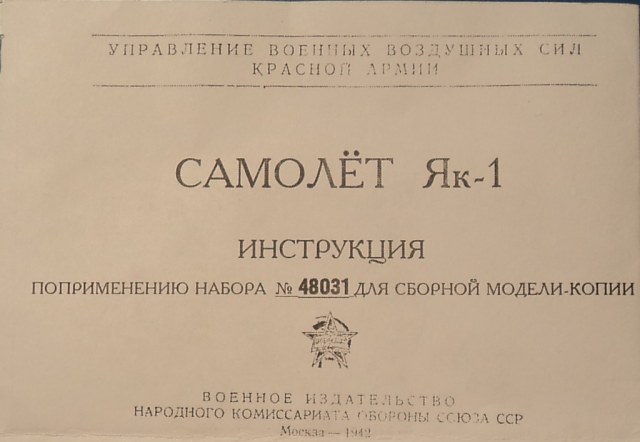 УПРАВЛЕНИЕ ВОЕННЫХ ВОЗДУШНЫХ СИЛ
КРАСНОЙ АРМИИ
САМОЛЁТ Як-1
ИНСТРУКЦИЯ
ПОПРИМЕНЕНИЮ НАБОРА № 48031 ДЛЯ СБОРНОЙ МОДЕЛИ-КОПИИ
ВОЕННОЕ ИЗДАТЕЛЬСТВО
НАРОДНОГО КОМИССАРИАТА ОБОРОНЫ СОЮЗА ССР
Москва — 1942